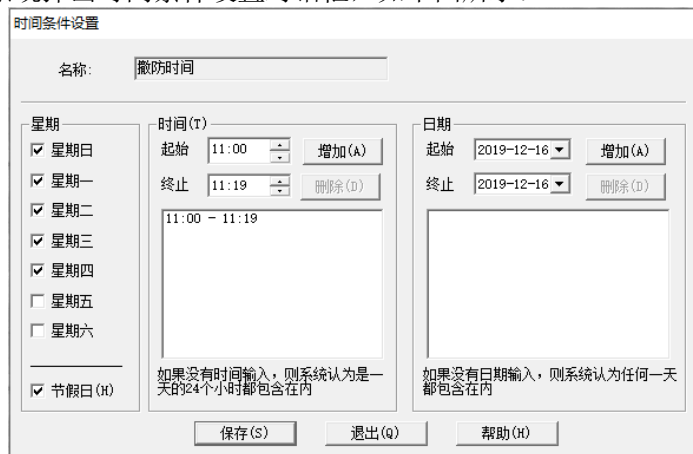 时间条件设置
名称: 撤防时间
星期
星期日
星期一
星期二
星期三
星期四
星期五
星期六
节假日(H)
时间(T)
起始 11:00 增加(A)
终止 11:19 删除(D)
11:00 - 11:19
如果没有时间输入，则系统认为是一
天的24个小时都包含在内
日期
起始 2019-12-16 增加(A)
终止 2019-12-16 删除(D)
如果没有日期输入，则系统认为任何一天
都包含在内
保存(S) 退出(Q) 帮助(H)